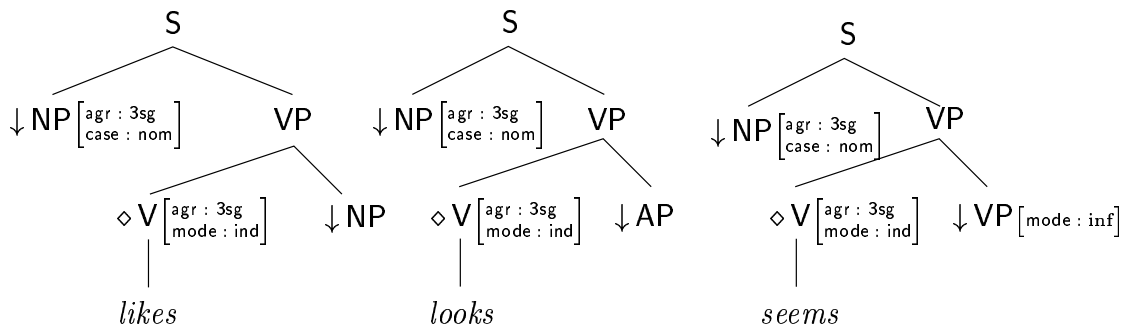 S S S
↓NP[agr : 3sg case : nom] VP ↓NP[agr : 3sg case : nom] VP ↓NP[agr : 3sg case : nom] VP
⋄V[agr : 3sg mode : ind] ↓NP ⋄V[agr : 3sg mode : ind] ↓AP ⋄V[agr : 3sg mode : ind] ↓VP[mode : inf]
likes looks seems